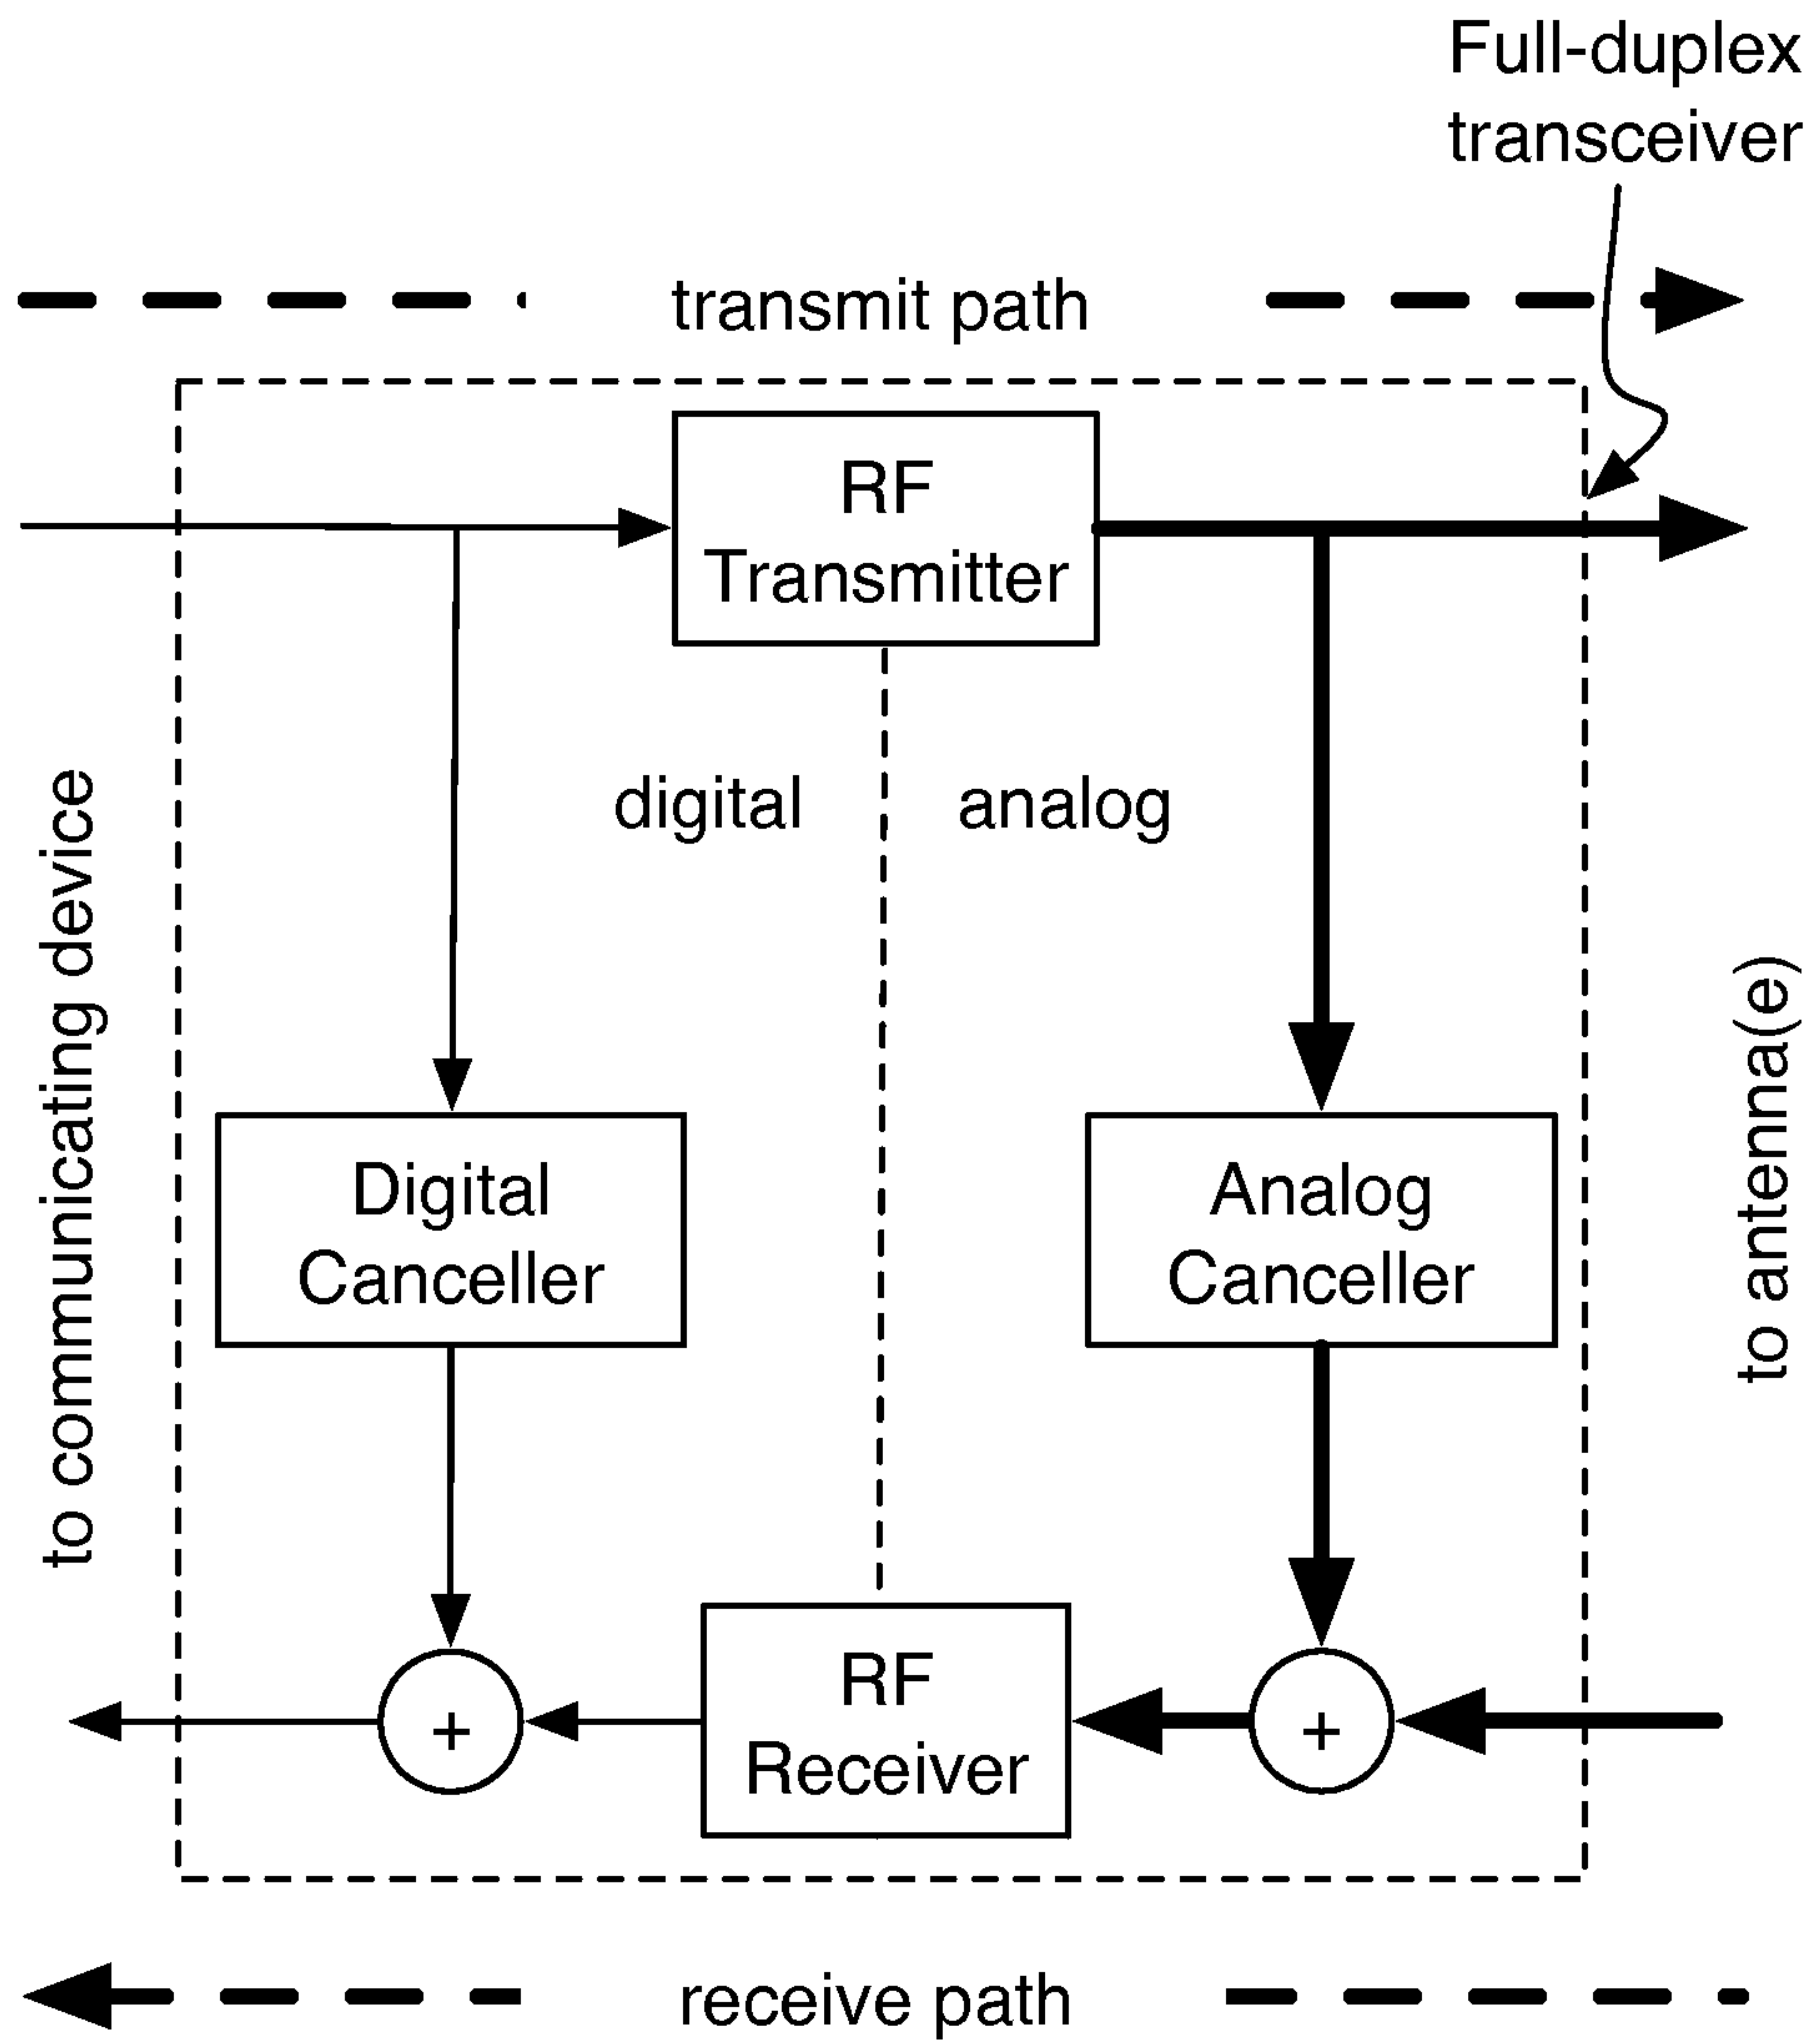 Full-duplex
transceiver
transmit path
RF
Transmitter
digital
analog
to communicating device
to antenna(e)
Digital
Canceller
Analog
Canceller
+
RF
Receiver
+
receive path